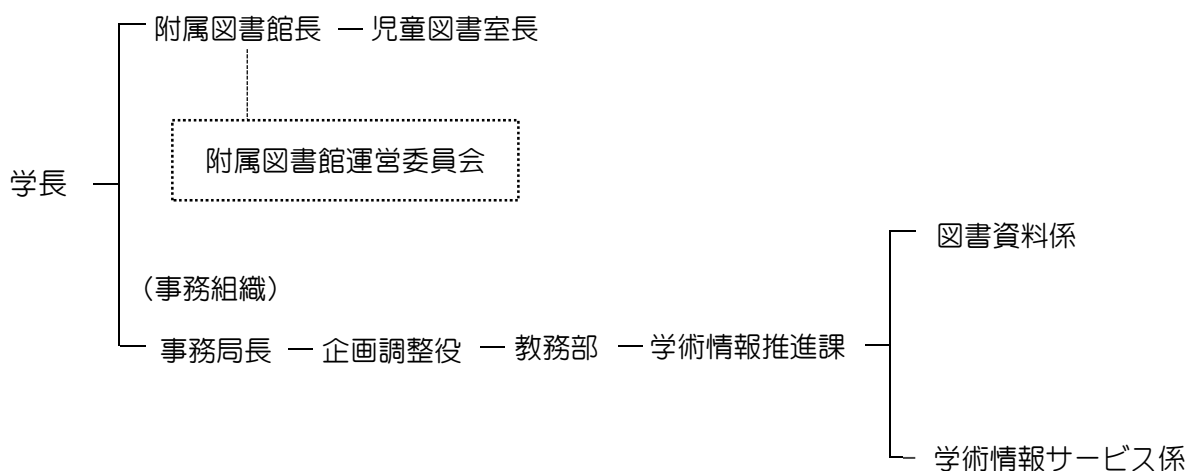 附属図書館長 児童図書室長
附属図書館運営委員会
学長
図書資料係
（事務組織）
事務局長 企画調整役 教務部 学術情報推進課
学術情報サービス係